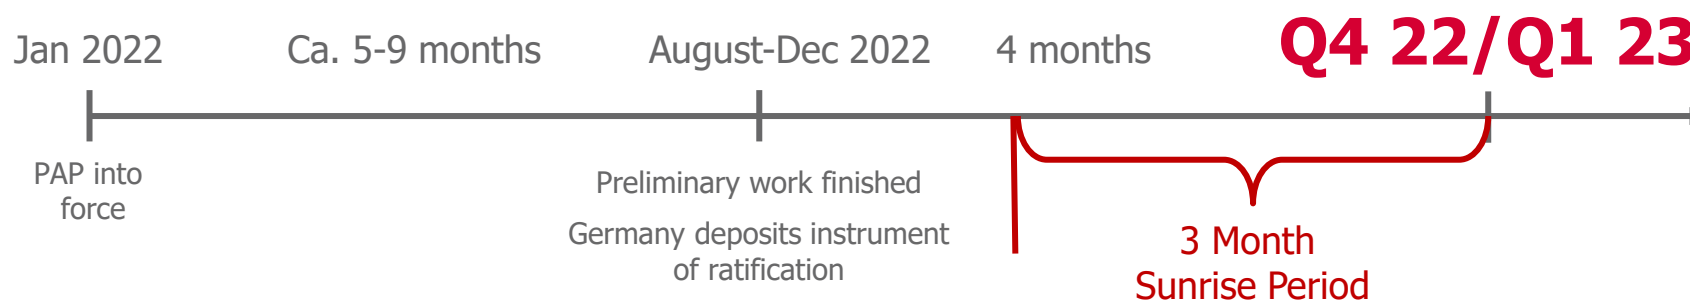 Jan 2022
Ca. 5-9 months
August-Dec 2022
4 months
Q4 22/Q1 23
PAP into
force
Preliminary work finished
Germany deposits instrument
of ratification
3 Month
Sunrise Period